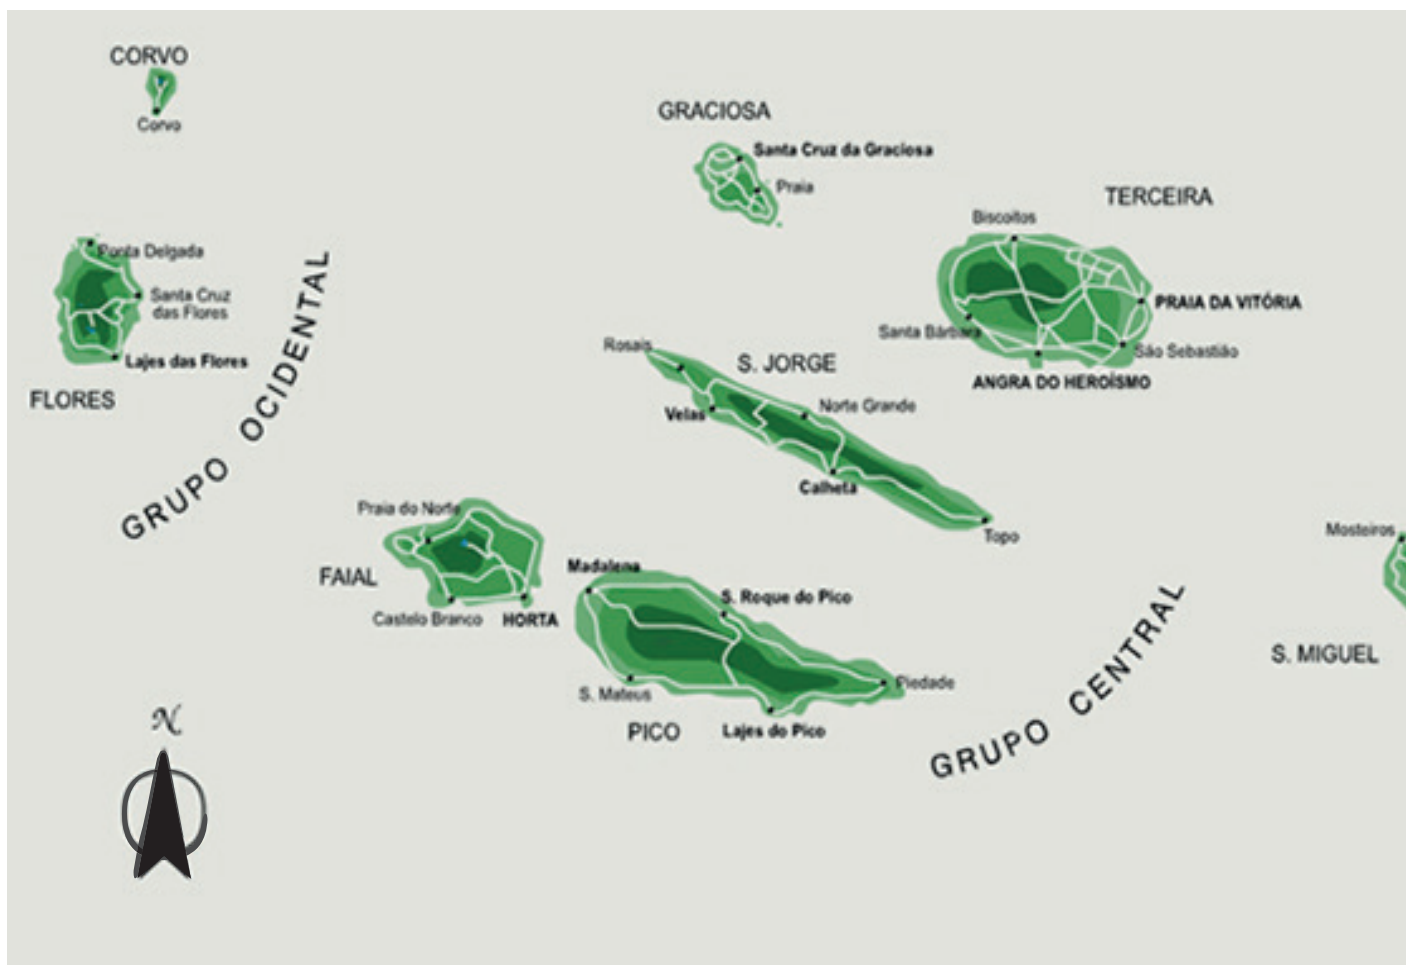 CORVO
Corvo
GRACIOSA
Santa Cruz da Graciosa
Praia
TERCEIRA
Biscoitos
PRAIA DA VITÓRIA
Santa Bárbara
São Sebastião
ANGRA DO HEROÍSMO
Ponta Delgada
Santa Cruz
das Flores
Lajes das Flores
FLORES
GRUPO OCIDENTAL
Rosais
S. JORGE
Velas
Norte Grande
Calheta
Topo
Praia do Norte
FAIAL
Castelo Branco
HORTA
Madalena
S. Roque do Pico
Piedade
S. Mateus
PICO
Lajes do Pico
GRUPO CENTRAL
Mosteiros
S. MIGUEL
N